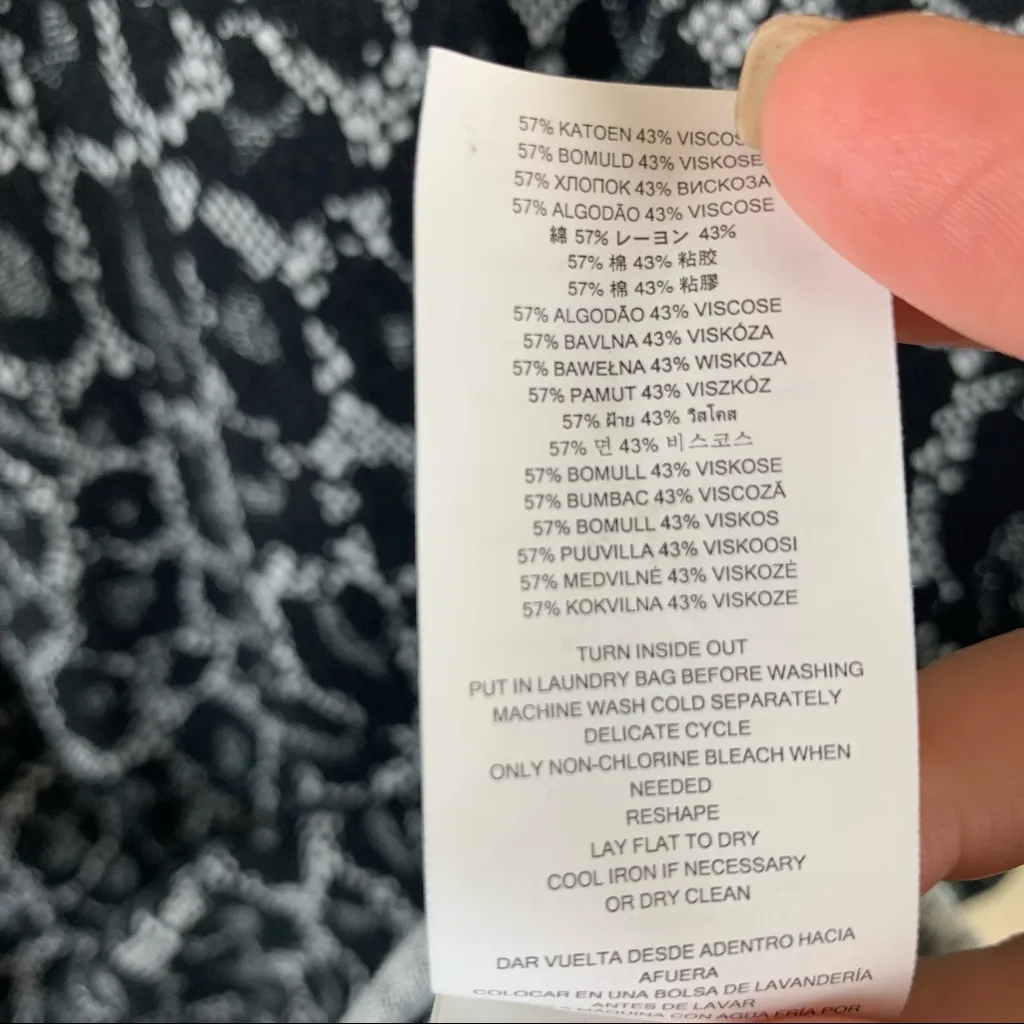 57% KATOEN 43% VISCOS
57% BOMULD 43% VISKOSE
57% ХЛОПОК 43% ВИСКОЗА
57% ALGODÃO 43% VISCOSE
綿 57% レーヨン 43%
57% 棉 43% 粘胶
57% 棉 43% 粘膠
57% ALGODÃO 43% VISCOSE
57% BAVLNA 43% VISKÓZA
57% BAWEŁNA 43% WISKOZA
57% PAMUT 43% VISZKÓZ
57% ฝ้าย 43% วิสโคส
57% 면 43% 비스코스
57% BOMULL 43% VISKOSE
57% BUMBAC 43% VISCOZĂ
57% BOMULL 43% VISKOS
57% PUUVILLA 43% VISKOOSI
57% MEDVILNĖ 43% VISKOZĖ
57% KOKVILNA 43% VISKOZE
TURN INSIDE OUT
PUT IN LAUNDRY BAG BEFORE WASHING
MACHINE WASH COLD SEPARATELY
DELICATE CYCLE
ONLY NON-CHLORINE BLEACH WHEN
NEEDED
RESHAPE
LAY FLAT TO DRY
COOL IRON IF NECESSARY
OR DRY CLEAN
DAR VUELTA DESDE ADENTRO HACIA
AFUERA
COLOCAR EN UNA BOLSA DE LAVANDERÍA
ANTES DE LAVAR
MÁQUINA CON AGUA FRÍA POR